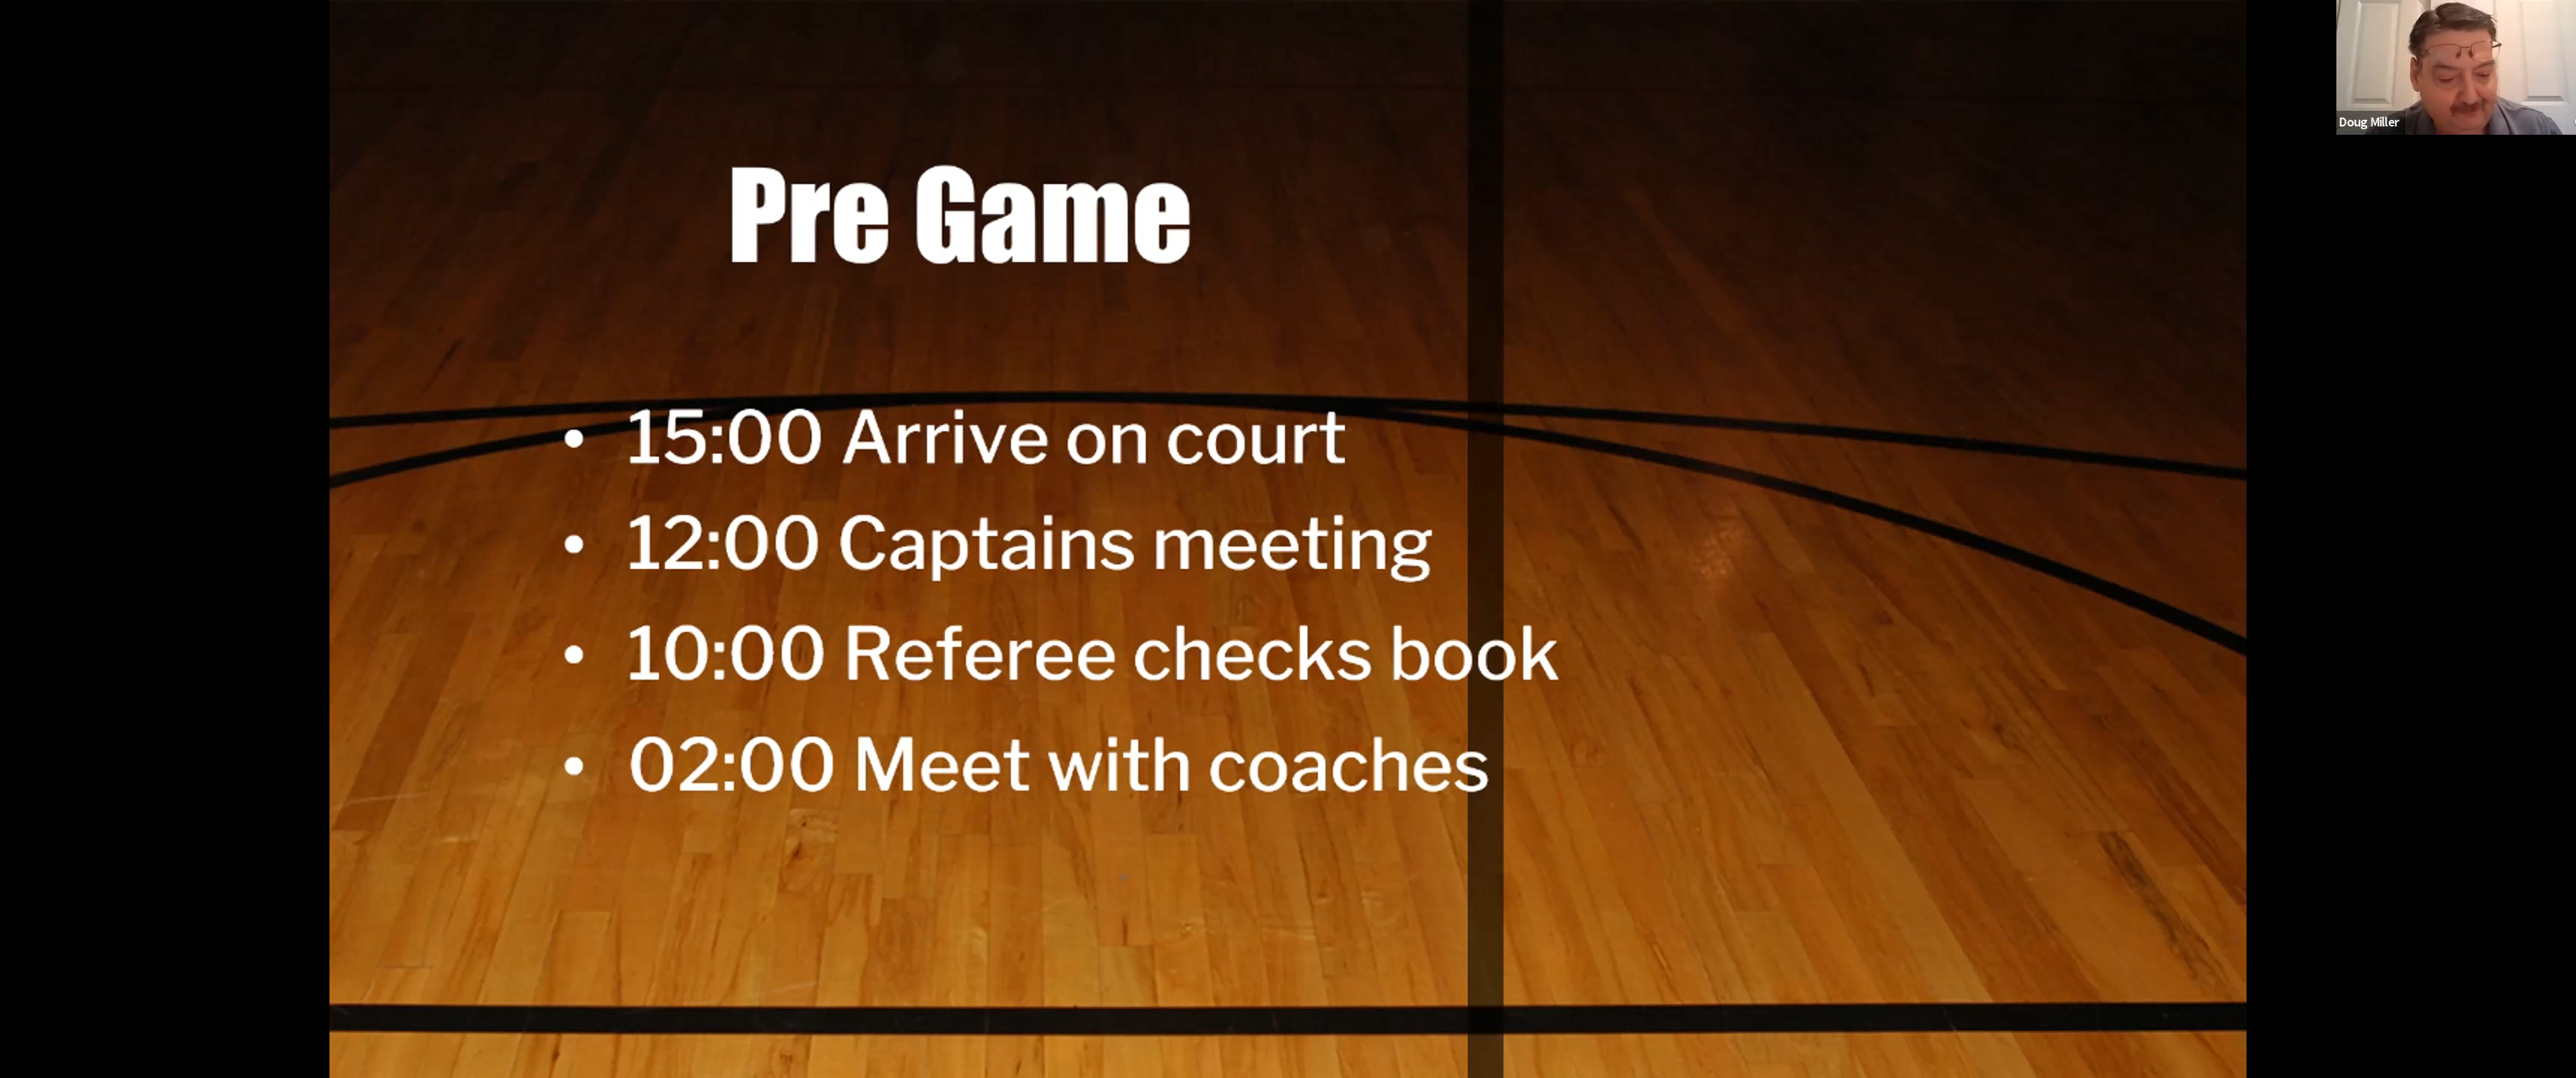 Pre Game
• 15:00 Arrive on court
• 12:00 Captains meeting
• 10:00 Referee checks book
• 02:00 Meet with coaches
Doug Miller